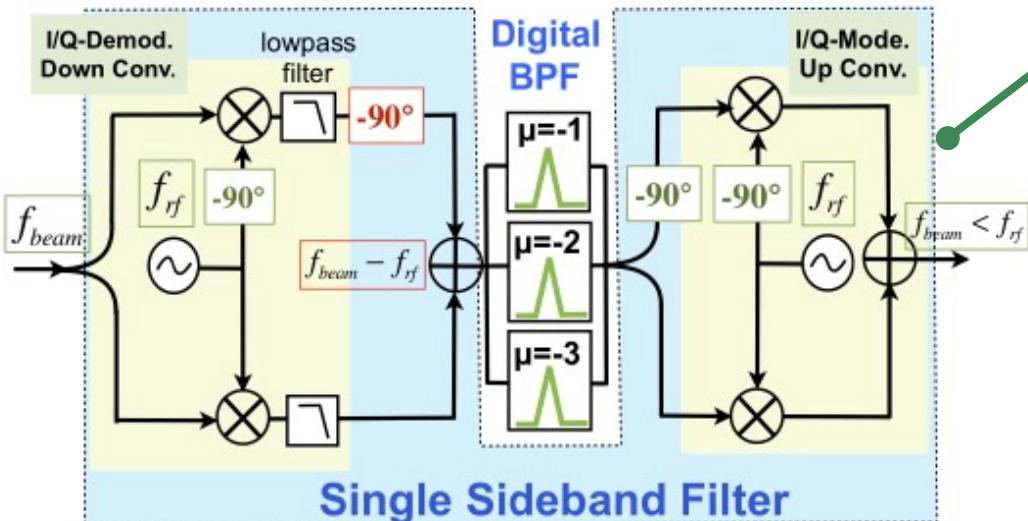 I/Q-Demod.
Down Conv.
lowpass
filter
Digital
BPF
I/Q-Mode.
Up Conv.
-90°
μ=-1
f_rf
-90°
-90°
-90°
f_rf
f_beam
f_beam − f_rf
μ=-2
f_beam < f_rf
μ=-3
Single Sideband Filter